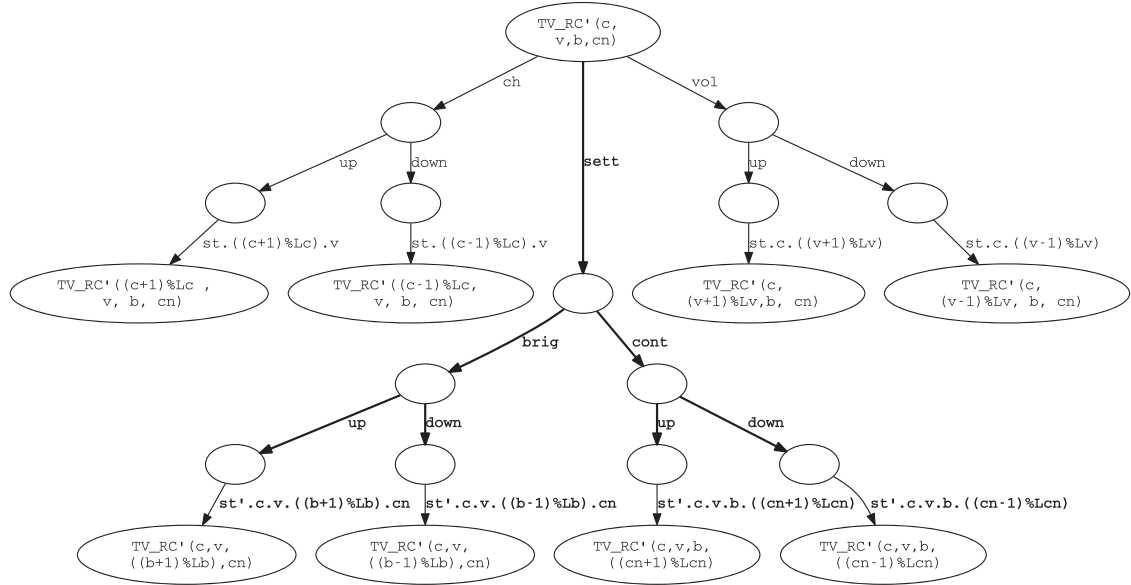 TV_RC'(c,
v,b,cn)
ch
vol
sett
up
down
up
down
st.((c+1)%Lc).v
st.((c-1)%Lc).v
st.c.((v+1)%Lv)
st.c.((v-1)%Lv)
TV_RC'((c+1)%Lc ,
v, b, cn)
TV_RC'((c-1)%Lc,
v, b, cn)
TV_RC'(c,
(v+1)%Lv,b, cn)
TV_RC'(c,
(v-1)%Lv, b, cn)
brig
cont
up
down
up
down
st'.c.v.((b+1)%Lb).cn
st'.c.v.((b-1)%Lb).cn
st'.c.v.b.((cn+1)%Lcn)
st'.c.v.b.((cn-1)%Lcn)
TV_RC'(c,v,
((b+1)%Lb),cn)
TV_RC'(c,v,
((b-1)%Lb),cn)
TV_RC'(c,v,b,
((cn+1)%Lcn)
TV_RC'(c,v,b,
((cn-1)%Lcn)